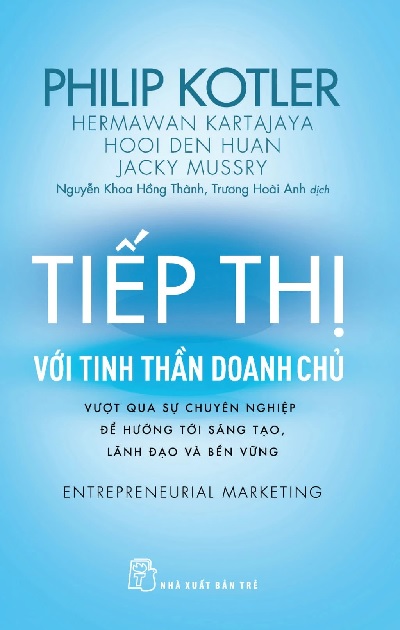 PHILIP KOTLER
HERMAWAN KARTAJAYA
HOOI DEN HUAN
JACKY MUSSRY
Nguyễn Khoa Hồng Thành, Trương Hoài Anh dịch
TIẾP THỊ
VỚI TINH THẦN DOANH CHỦ
VƯỢT QUA SỰ CHUYÊN NGHIỆP
ĐỂ HƯỚNG TỚI SÁNG TẠO,
LÃNH ĐẠO VÀ BỀN VỮNG
ENTREPRENEURIAL MARKETING
NHÀ XUẤT BẢN TRẺ